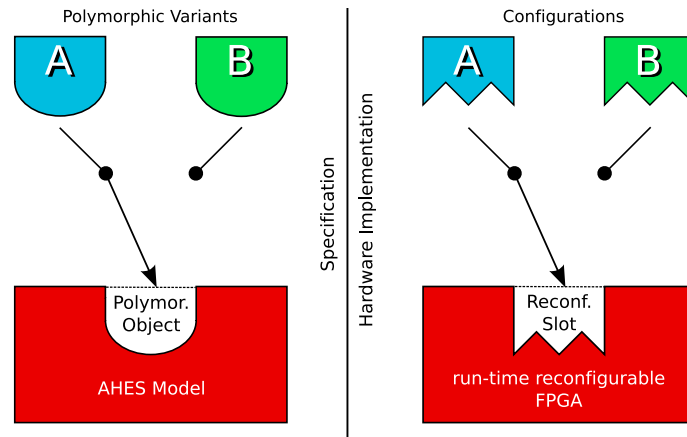 Polymorphic Variants
A
B
Polymor.
Object
AHES Model
Specification
Hardware Implementation
Configurations
A
B
Reconf.
Slot
run-time reconfigurable
FPGA